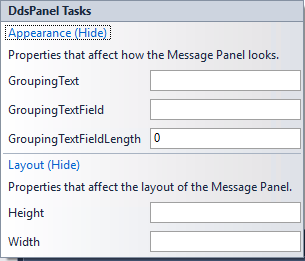 DdsPanel Tasks
Appearance (Hide)
Properties that affect how the Message Panel looks.
GroupingText
GroupingTextField
GroupingTextFieldLength 0
Layout (Hide)
Properties that affect the layout of the Message Panel.
Height
Width